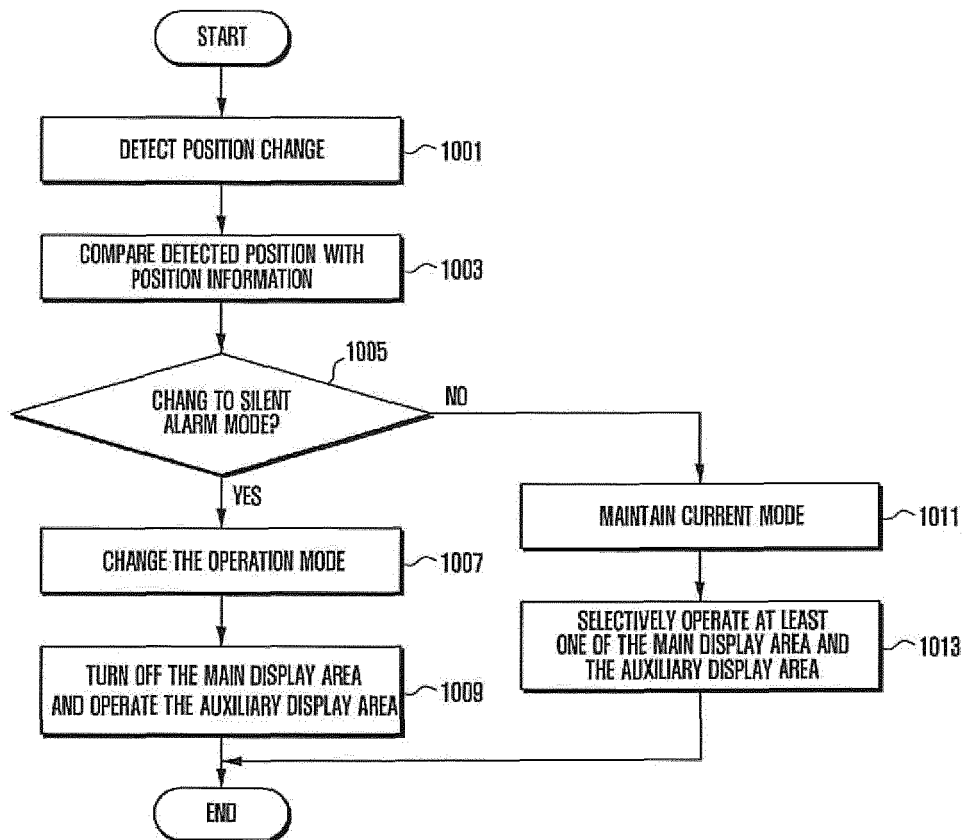 START
DETECT POSITION CHANGE
1001
COMPARE DETECTED POSITION WITH
POSITION INFORMATION
1003
1005
CHANG TO SILENT
ALARM MODE?
NO
YES
CHANGE THE OPERATION MODE
1007
MAINTAIN CURRENT MODE
1011
TURN OFF THE MAIN DISPLAY AREA
AND OPERATE THE AUXILIARY DISPLAY AREA
1009
SELECTIVELY OPERATE AT LEAST
ONE OF THE MAIN DISPLAY AREA AND
THE AUXILIARY DISPLAY AREA
1013
END